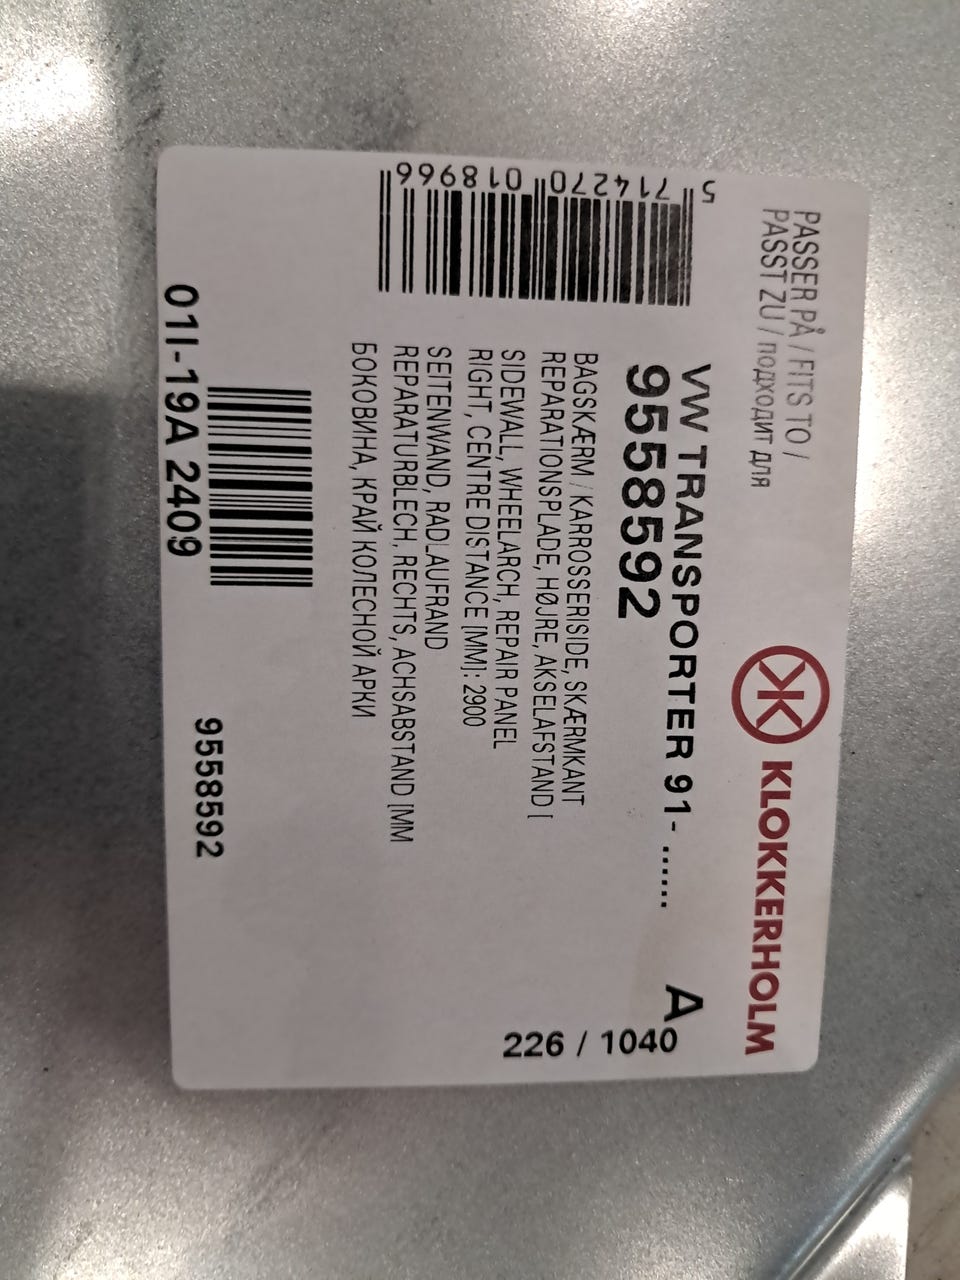 PASSER PÅ / FITS TO /
PASST ZU / подходит для
KLOKKERHOLM
VW TRANSPORTER 91- .......
A
9558592
226 / 1040
5 714270 018966
BAGSKÆRM / KARROSSERISIDE, SKÆRMKANT
REPARATIONSPLADE, HØJRE, AKSELAFSTAND [
SIDEWALL, WHEELARCH, REPAIR PANEL
RIGHT, CENTRE DISTANCE [MM]: 2900
SEITENWAND, RADLAUFRAND
REPARATURBLECH, RECHTS, ACHSABSTAND [MM
БОКОВИНА, КРАЙ КОЛЕСНОЙ АРКИ
01I-19A 2409
9558592